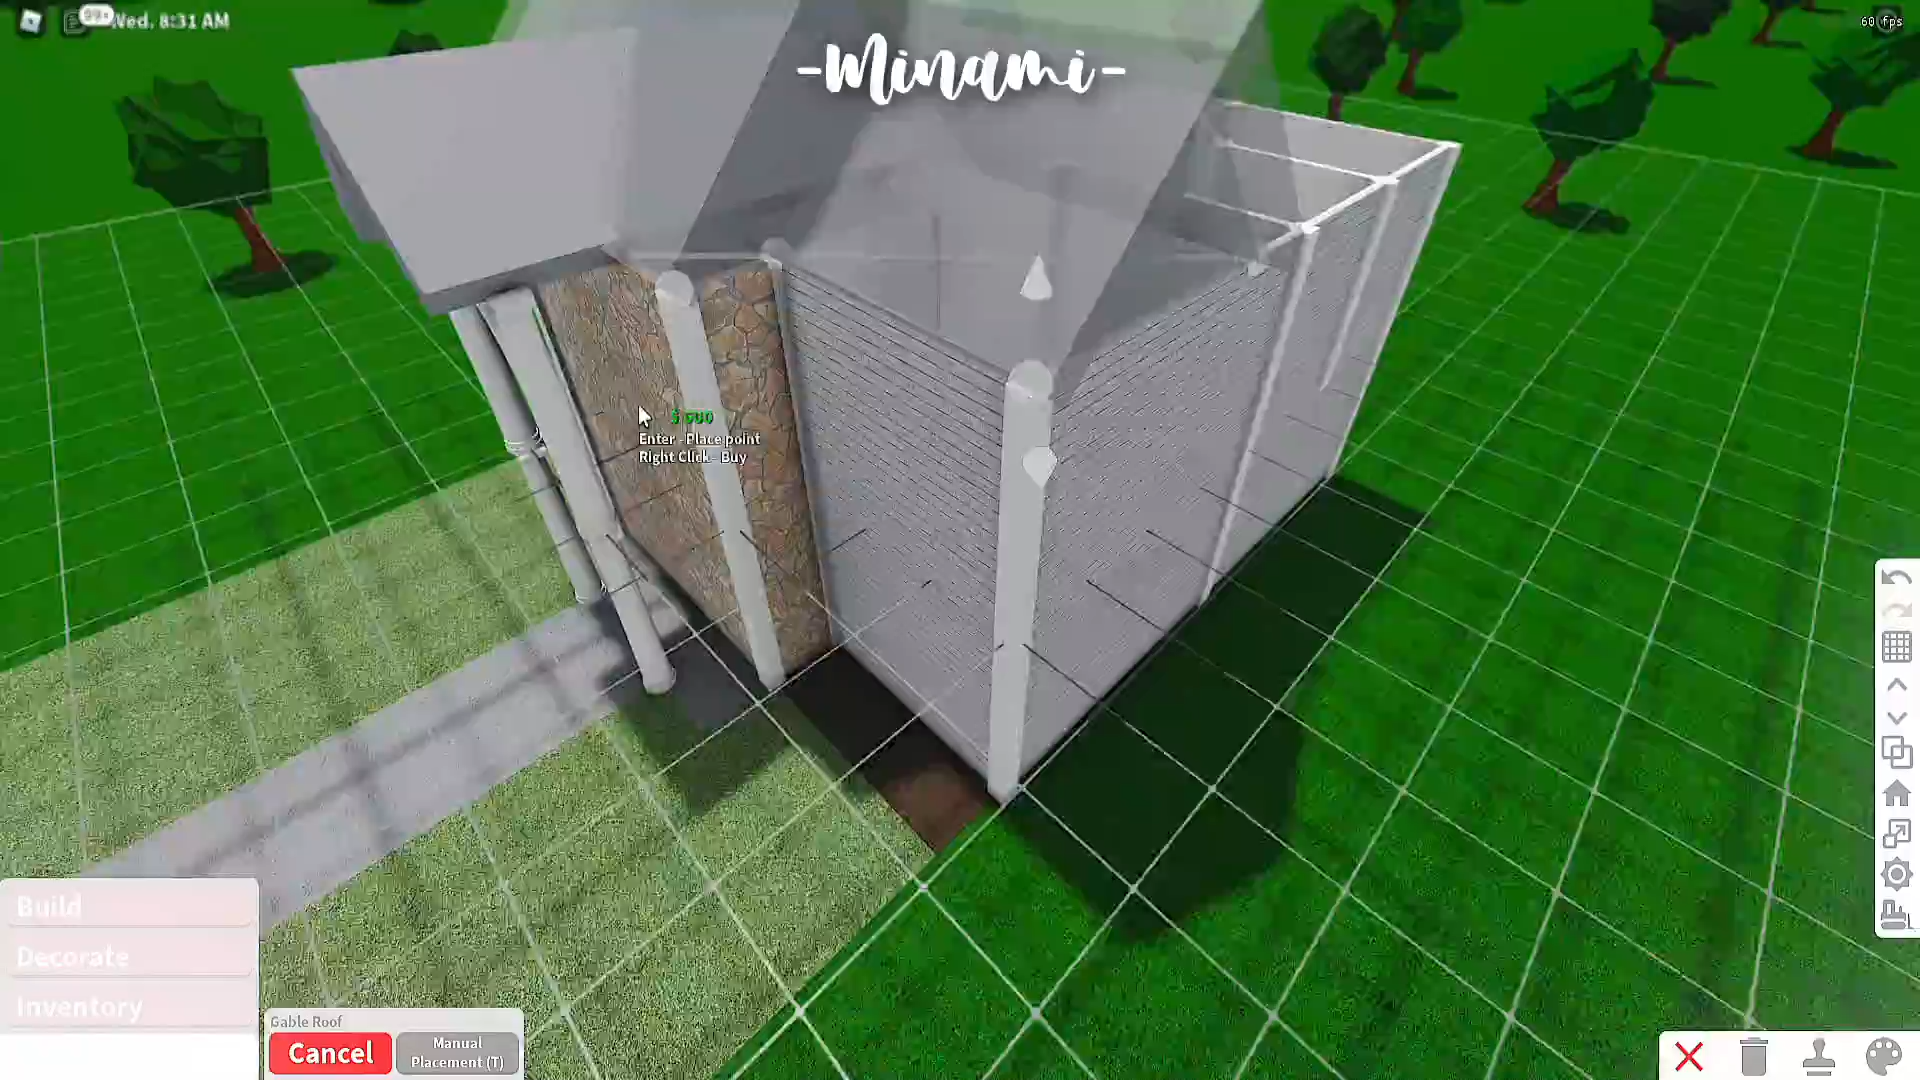 Wed, 8:31 AM
60 fps
-Minami-
Enter - Place point
Right Click - Buy
Build
Decorate
Inventory
Gable Roof
Cancel
Manual
Placement (T)